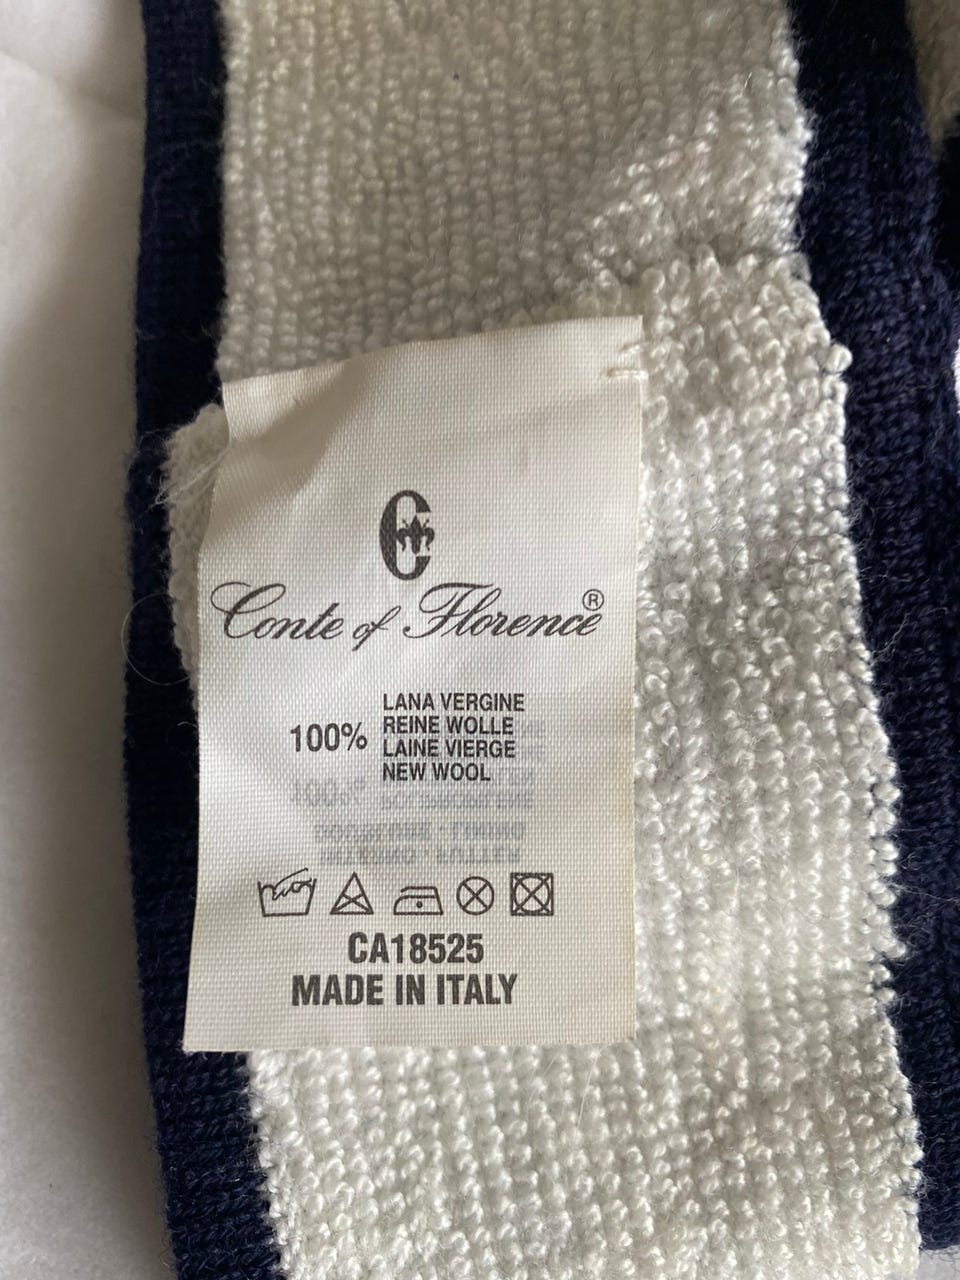 C
Conte of Florence®
100%
LANA VERGINE
REINE WOLLE
LAINE VIERGE
NEW WOOL
CA18525
MADE IN ITALY